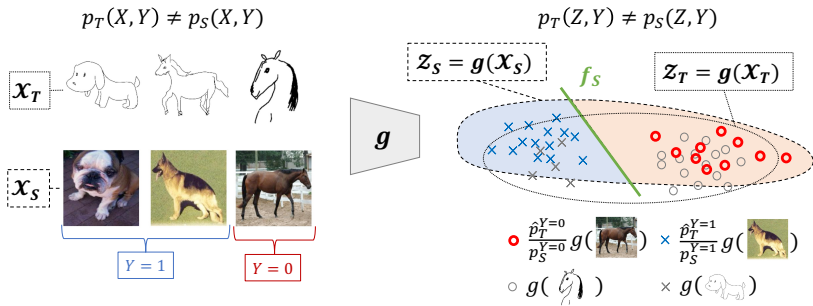 p_T(X, Y) ≠ p_S(X, Y)
p_T(Z, Y) ≠ p_S(Z, Y)
𝒳_T
𝒳_S
Y = 1
Y = 0
g
𝒵_S = g(𝒳_S)
f_S
𝒵_T = g(𝒳_T)
p̂_T^{Y=0} / p_S^{Y=0} g( )
p̂_T^{Y=1} / p_S^{Y=1} g( )
g( )
g( )